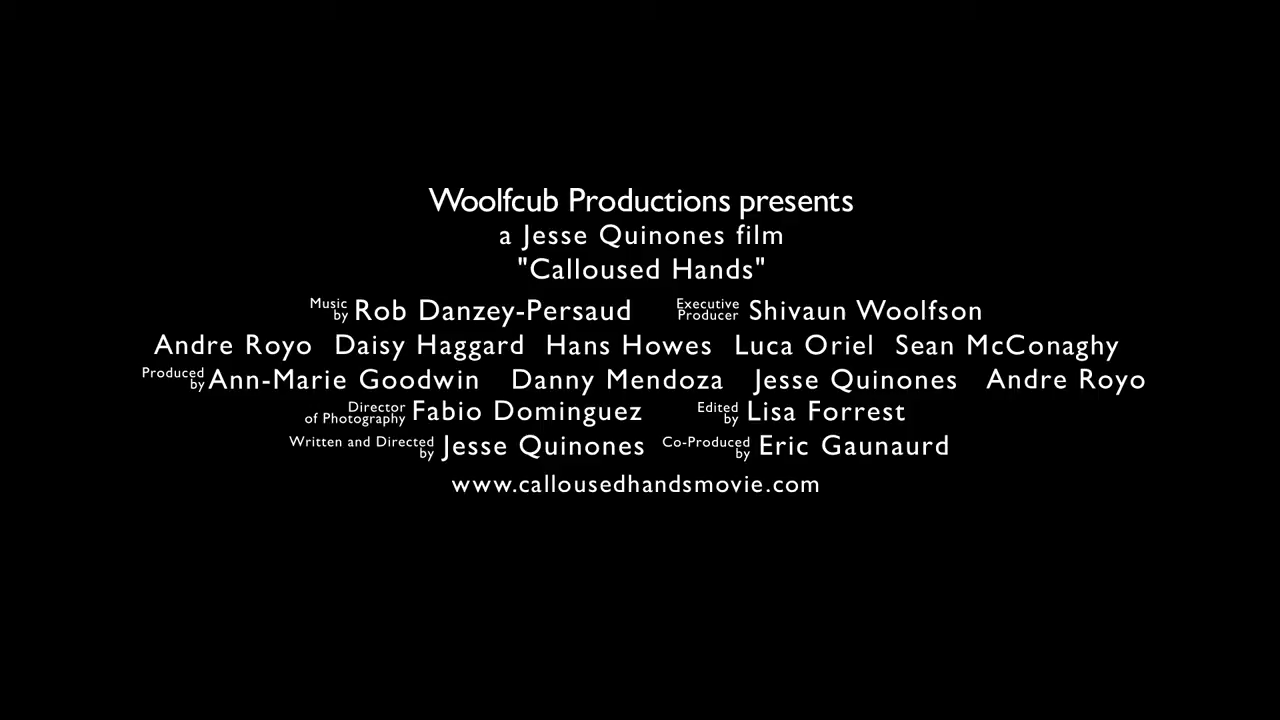 Woolfcub Productions presents
a Jesse Quinones film
"Calloused Hands"
Music by Rob Danzey-Persaud Executive Producer Shivaun Woolfson
Andre Royo Daisy Haggard Hans Howes Luca Oriel Sean McConaghy
Produced by Ann-Marie Goodwin Danny Mendoza Jesse Quinones Andre Royo
Director of Photography Fabio Dominguez Edited by Lisa Forrest
Written and Directed by Jesse Quinones Co-Produced by Eric Gaunaurd
www.callousedhandsmovie.com